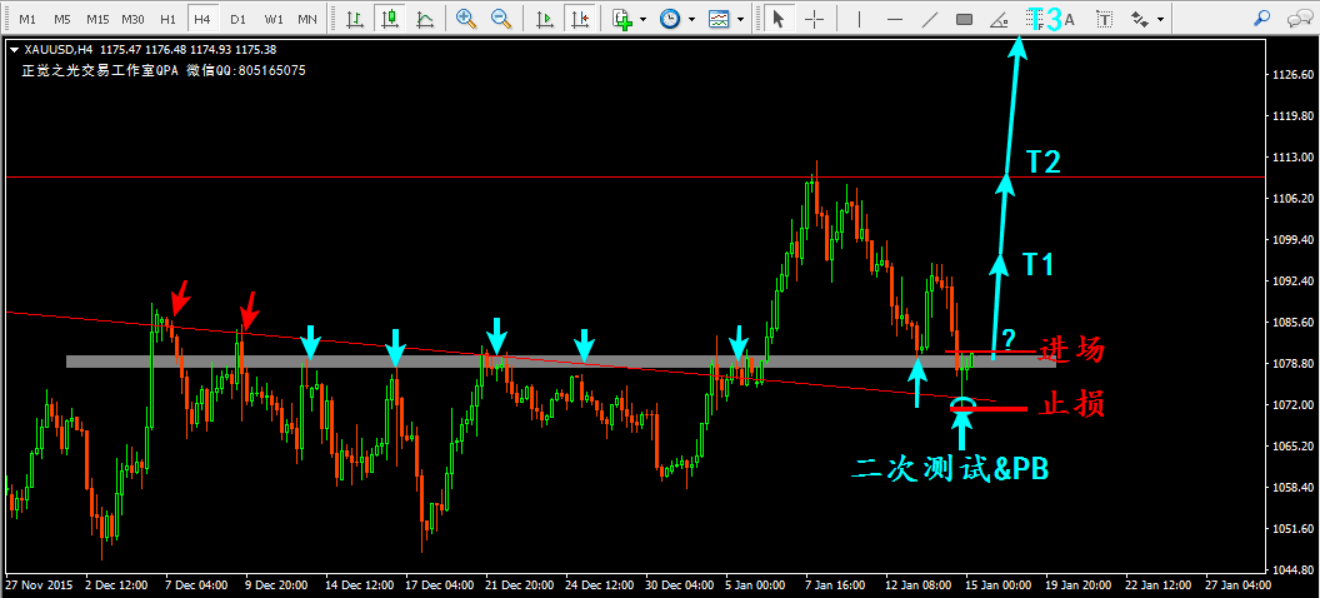 M1 M5 M15 M30 H1 H4 D1 W1 MN T3 A T
XAUUSD,H4 1175.47 1176.48 1174.93 1175.38
正觉之光交易工作室QPA 微信QQ:805165075
1126.60
1119.80
1113.00
T2
1106.20
1099.40
T1
1092.40
1085.60
?
进场
1078.80
1072.00
止损
1065.20
二次测试&PB
1058.40
1051.60
1044.80
27 Nov 2015 2 Dec 12:00 7 Dec 04:00 9 Dec 20:00 14 Dec 12:00 17 Dec 04:00 21 Dec 20:00 24 Dec 12:00 30 Dec 04:00 5 Jan 00:00 7 Jan 16:00 12 Jan 08:00 15 Jan 00:00 19 Jan 20:00 22 Jan 12:00 27 Jan 04:00